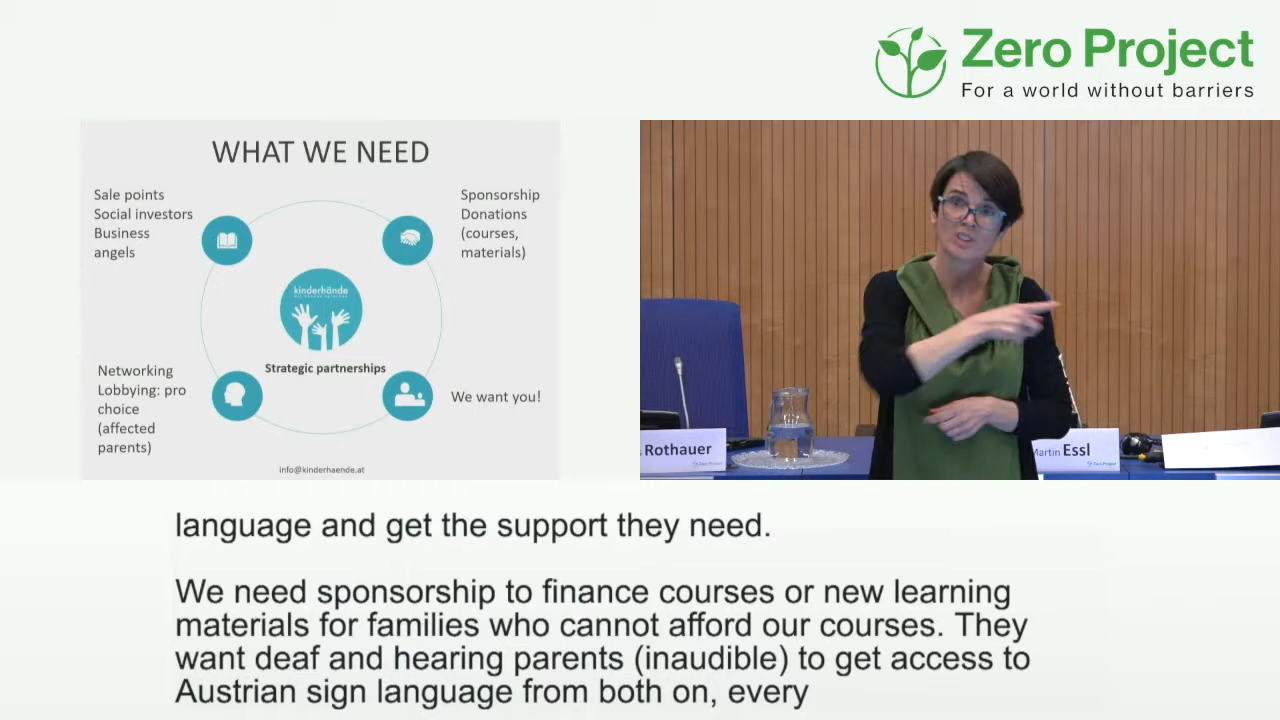 Zero Project
For a world without barriers
WHAT WE NEED
Sale points
Social investors
Business
angels
Sponsorship
Donations
(courses,
materials)
kinderhände
Strategic partnerships
Networking
Lobbying: pro
choice
(affected
parents)
We want you!
info@kinderhaende.at
Rothauer
Zero Project
Martin Essl
Zero Project
language and get the support they need.
We need sponsorship to finance courses or new learning
materials for families who cannot afford our courses. They
want deaf and hearing parents (inaudible) to get access to
Austrian sign language from both on, every